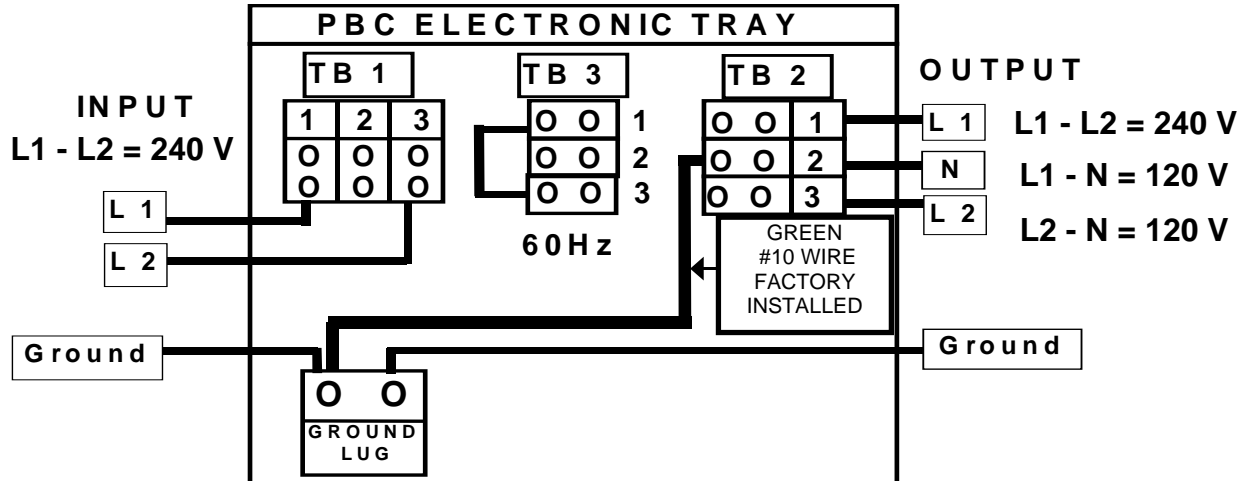 PBC ELECTRONIC TRAY
INPUT
L1 - L2 = 240 V
L 1
L 2
Ground
TB 1
1 2 3
O O O
O O O
TB 3
O O 1
O O 2
O O 3
60Hz
TB 2
O O 1
O O 2
O O 3
GREEN
#10 WIRE
FACTORY
INSTALLED
O O
GROUND
LUG
OUTPUT
L 1
N
L 2
L1 - L2 = 240 V
L1 - N = 120 V
L2 - N = 120 V
Ground